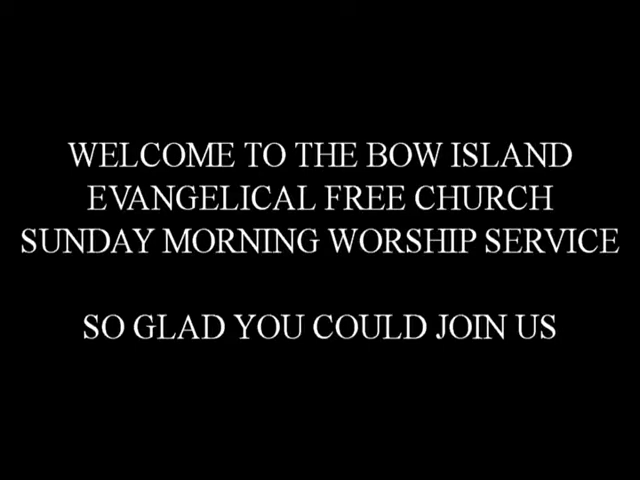 WELCOME TO THE BOW ISLAND
EVANGELICAL FREE CHURCH
SUNDAY MORNING WORSHIP SERVICE
SO GLAD YOU COULD JOIN US